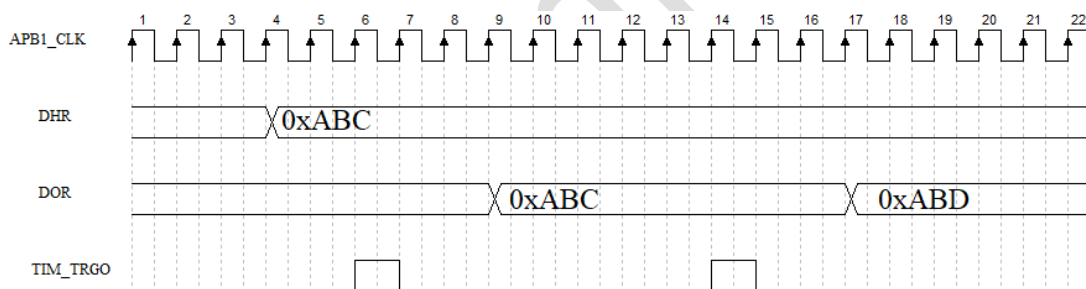 1 2 3 4 5 6 7 8 9 10 11 12 13 14 15 16 17 18 19 20 21 22
APB1_CLK
DHR 0xABC
DOR 0xABC 0xABD
TIM_TRGO